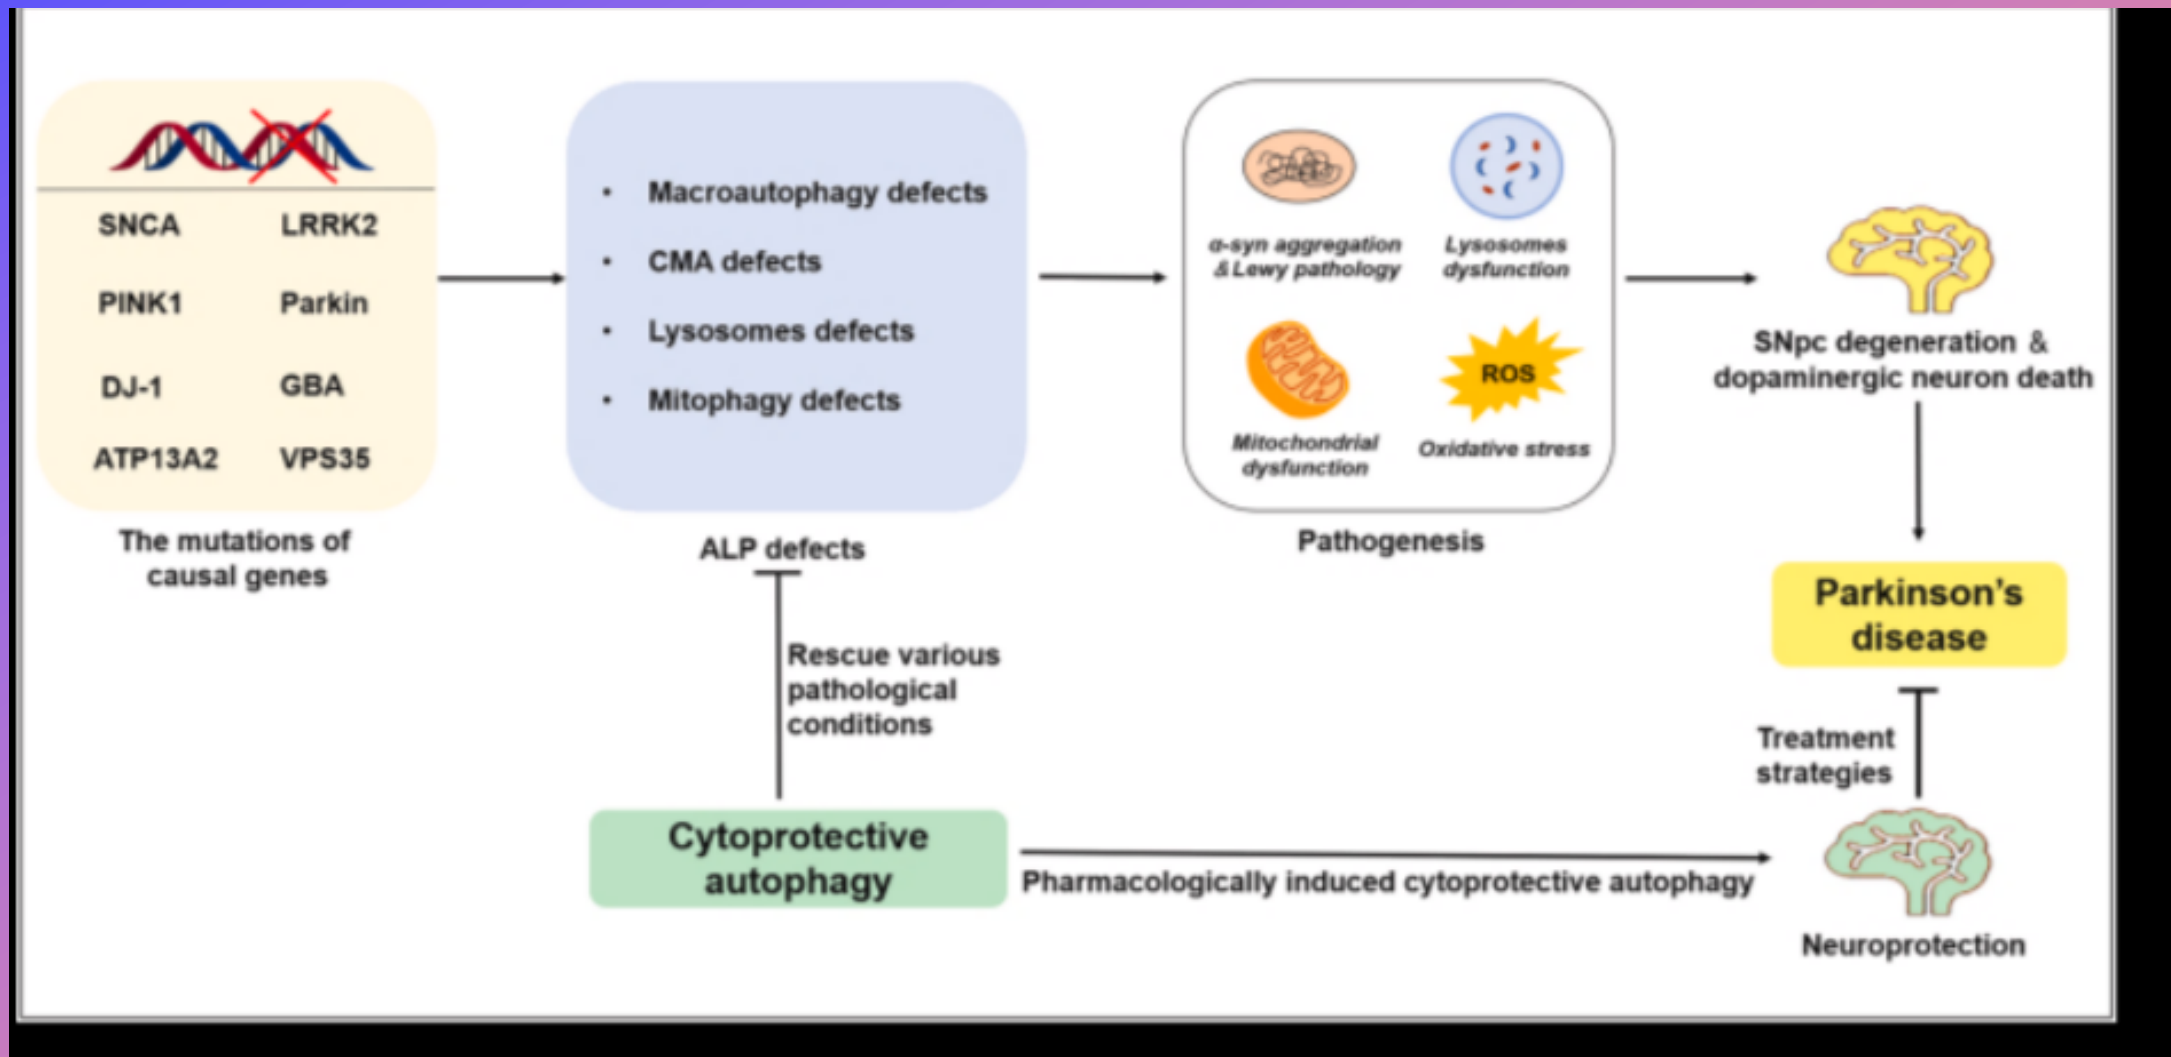 SNCA LRRK2
PINK1 Parkin
DJ-1 GBA
ATP13A2 VPS35
The mutations of
causal genes
• Macroautophagy defects
• CMA defects
• Lysosomes defects
• Mitophagy defects
ALP defects
α-syn aggregation
&Lewy pathology
Lysosomes
dysfunction
Mitochondrial
dysfunction
ROS
Oxidative stress
Pathogenesis
SNpc degeneration &
dopaminergic neuron death
Parkinson's
disease
Rescue various
pathological
conditions
Treatment
strategies
Cytoprotective
autophagy
Pharmacologically induced cytoprotective autophagy
Neuroprotection